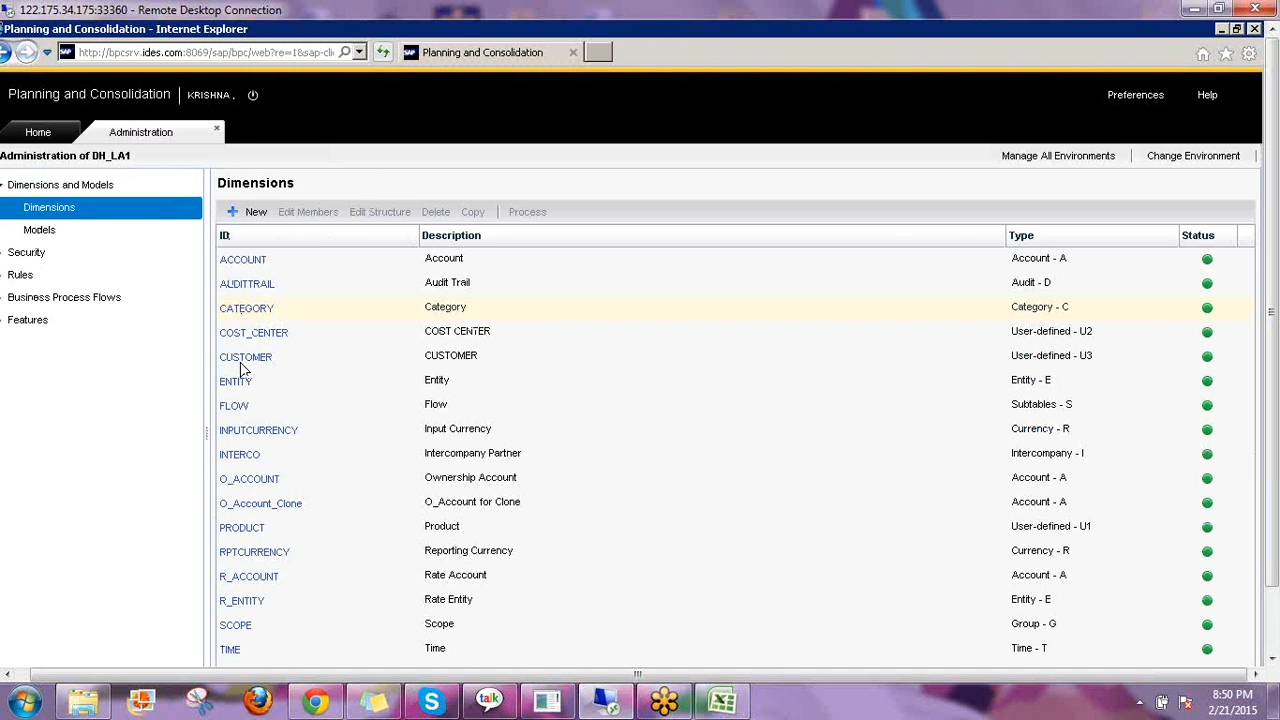 122.175.34.175:33360 - Remote Desktop Connection
Planning and Consolidation - Internet Explorer
http://bpcsrv.ides.com:8069/sap/bpc/web?re=1&sap-cli
Planning and Consolidation
Planning and Consolidation KRISHNA .
Preferences Help
Home Administration
Administration of DH_LA1
Manage All Environments Change Environment
Dimensions and Models
Dimensions
Models
Security
Rules
Business Process Flows
Features
Dimensions
New Edit Members Edit Structure Delete Copy Process
ID: Description Type Status
ACCOUNT Account Account - A
AUDITTRAIL Audit Trail Audit - D
CATEGORY Category Category - C
COST_CENTER COST CENTER User-defined - U2
CUSTOMER CUSTOMER User-defined - U3
ENTITY Entity Entity - E
FLOW Flow Subtables - S
INPUTCURRENCY Input Currency Currency - R
INTERCO Intercompany Partner Intercompany - I
O_ACCOUNT Ownership Account Account - A
O_Account_Clone O_Account for Clone Account - A
PRODUCT Product User-defined - U1
RPTCURRENCY Reporting Currency Currency - R
R_ACCOUNT Rate Account Account - A
R_ENTITY Rate Entity Entity - E
SCOPE Scope Group - G
TIME Time Time - T
talk
8:50 PM
2/21/2015